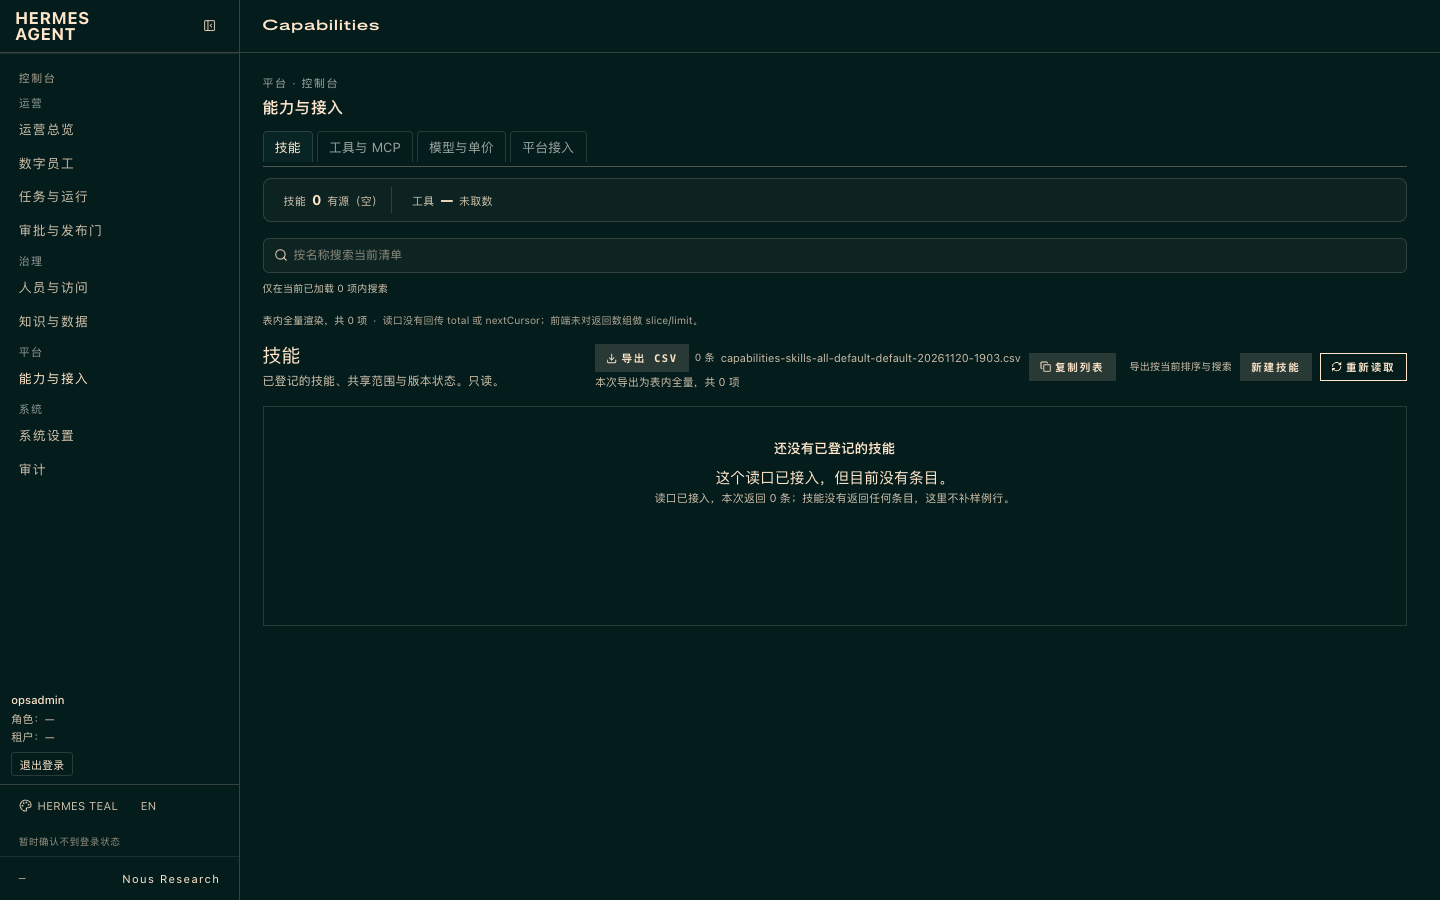 HERMES
AGENT
Capabilities
控制台
运营
运营总览
数字员工
任务与运行
审批与发布门
治理
人员与访问
知识与数据
平台
能力与接入
系统
系统设置
审计
opsadmin
角色：—
租户：—
退出登录
HERMES TEAL EN
暂时确认不到登录状态
— Nous Research
平台 · 控制台
能力与接入
技能 工具与 MCP 模型与单价 平台接入
技能 0 有源（空） 工具 — 未取数
按名称搜索当前清单
仅在当前已加载 0 项内搜索
表内全量渲染，共 0 项 · 读口没有回传 total 或 nextCursor；前端未对返回数组做 slice/limit。
技能
已登记的技能、共享范围与版本状态。只读。
导出 CSV 0 条 capabilities-skills-all-default-default-20261120-1903.csv
本次导出为表内全量，共 0 项
复制列表 导出按当前排序与搜索 新建技能 重新读取
还没有已登记的技能
这个读口已接入，但目前没有条目。
读口已接入，本次返回 0 条；技能没有返回任何条目，这里不补样例行。